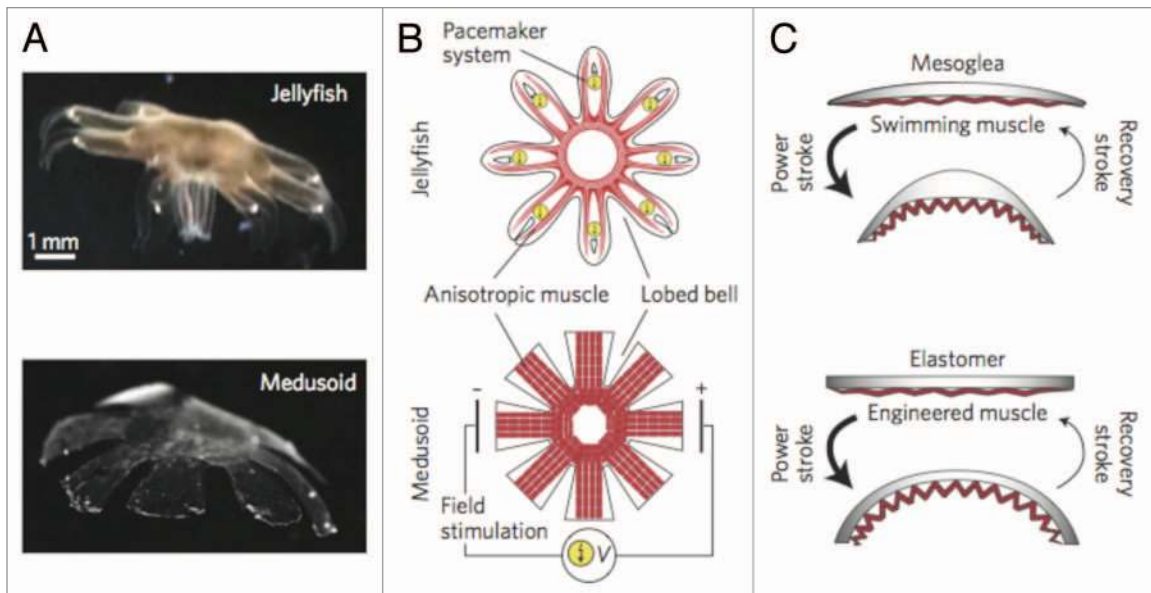 A
Jellyfish
1 mm
Medusoid
B
Pacemaker
system
Jellyfish
Anisotropic muscle
Lobed bell
Medusoid
−
+
Field
stimulation
V
C
Mesoglea
Swimming muscle
Power
stroke
Recovery
stroke
Elastomer
Engineered muscle
Power
stroke
Recovery
stroke